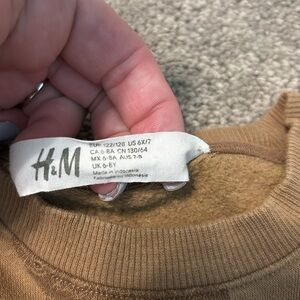 H&M
EUR 122/128 US 6X/7
CA 6-8A CN 130/64
MX 6-8A AUS 7-8
UK 6-8Y
Made in Indonesia
Indonesia